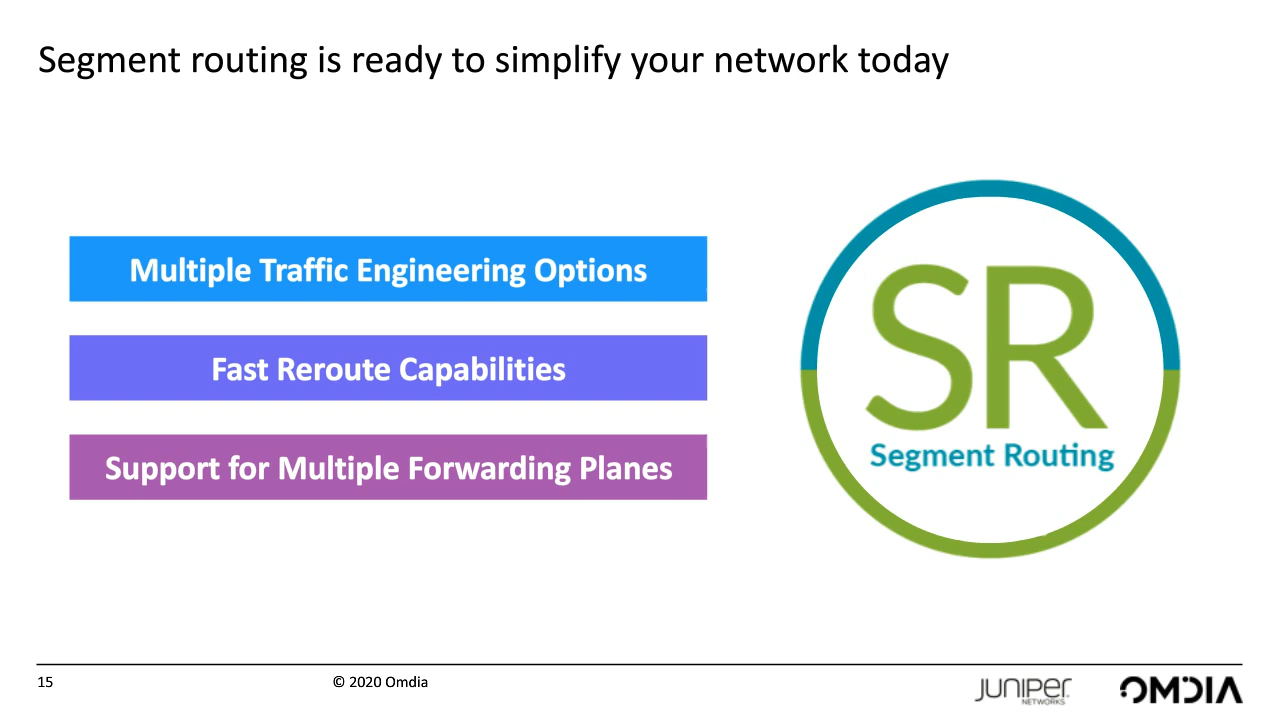 Segment routing is ready to simplify your network today
Multiple Traffic Engineering Options
Fast Reroute Capabilities
Support for Multiple Forwarding Planes
SR
Segment Routing
15
© 2020 Omdia
JUNIPER
NETWORKS
OMDIA